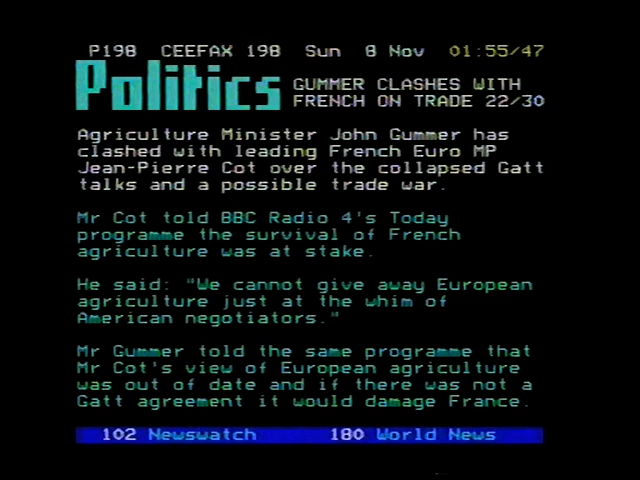 P198 CEEFAX 198 Sun 8 Nov 01:55/47
Politics
GUMMER CLASHES WITH
FRENCH ON TRADE 22/30
Agriculture Minister John Gummer has
clashed with leading French Euro MP
Jean-Pierre Cot over the collapsed Gatt
talks and a possible trade war.
Mr Cot told BBC Radio 4's Today
programme the survival of French
agriculture was at stake.
He said: "We cannot give away European
agriculture just at the whim of
American negotiators."
Mr Gummer told the same programme that
Mr Cot's view of European agriculture
was out of date and if there was not a
Gatt agreement it would damage France.
102 Newswatch 180 World News